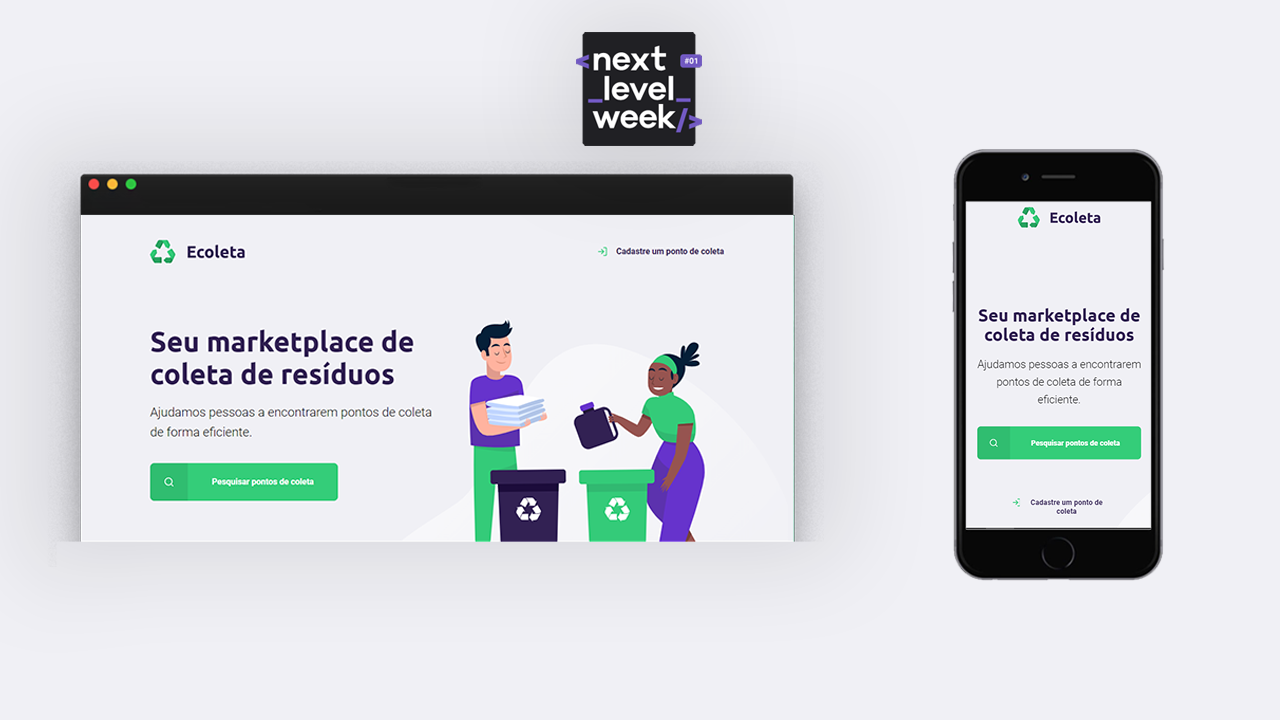 <next #01
_level_
week/>
Ecoleta
Cadastre um ponto de coleta
Seu marketplace de
coleta de resíduos
Ajudamos pessoas a encontrarem pontos de coleta
de forma eficiente.
Pesquisar pontos de coleta
Ecoleta
Seu marketplace de
coleta de resíduos
Ajudamos pessoas a encontrarem
pontos de coleta de forma
eficiente.
Pesquisar pontos de coleta
Cadastre um ponto de
coleta